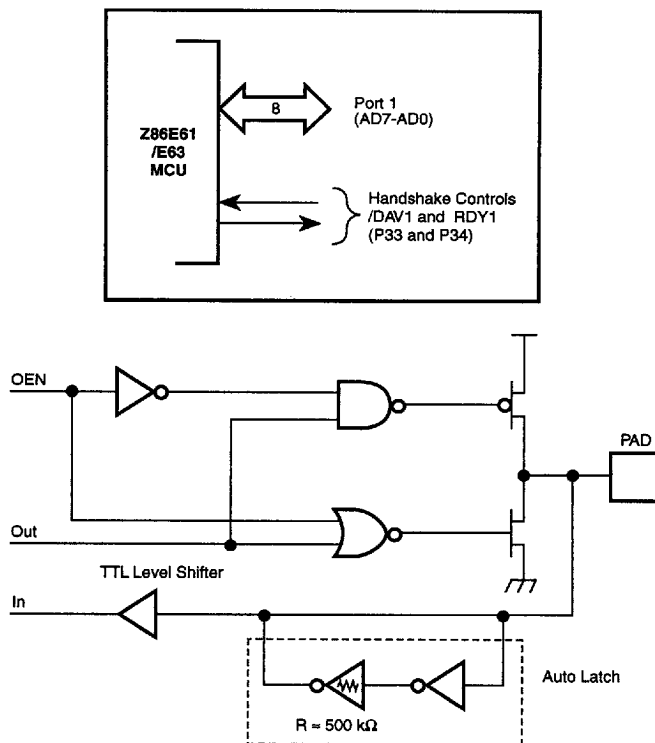 Z86E61
/E63
MCU
8
Port 1
(AD7-AD0)
Handshake Controls
/DAV1 and RDY1
(P33 and P34)
OEN
PAD
Out
TTL Level Shifter
In
Auto Latch
R = 500 kΩ